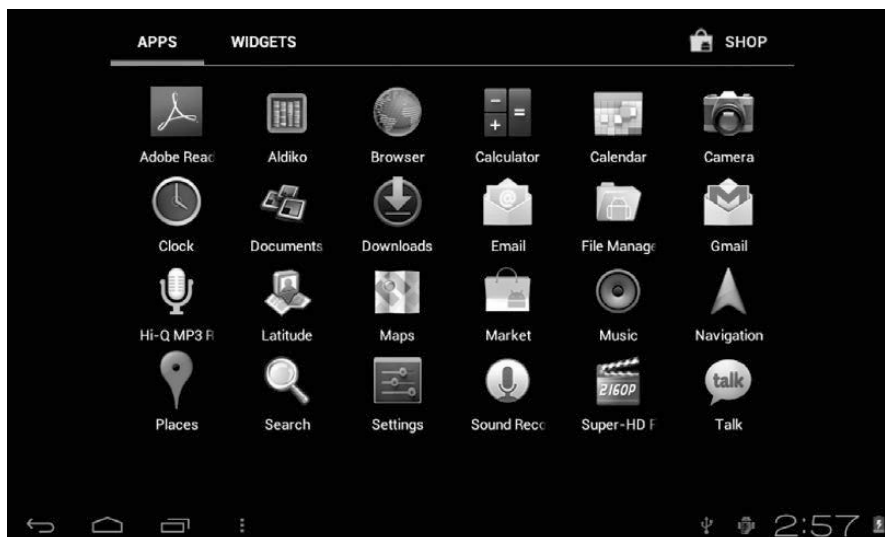 APPS WIDGETS SHOP
Adobe Reac Aldiko Browser Calculator Calendar Camera
Clock Documents Downloads Email File Manage Gmail
Hi-Q MP3 R Latitude Maps Market Music Navigation
2160P talk
Places Search Settings Sound Reco Super-HD F Talk
2:57